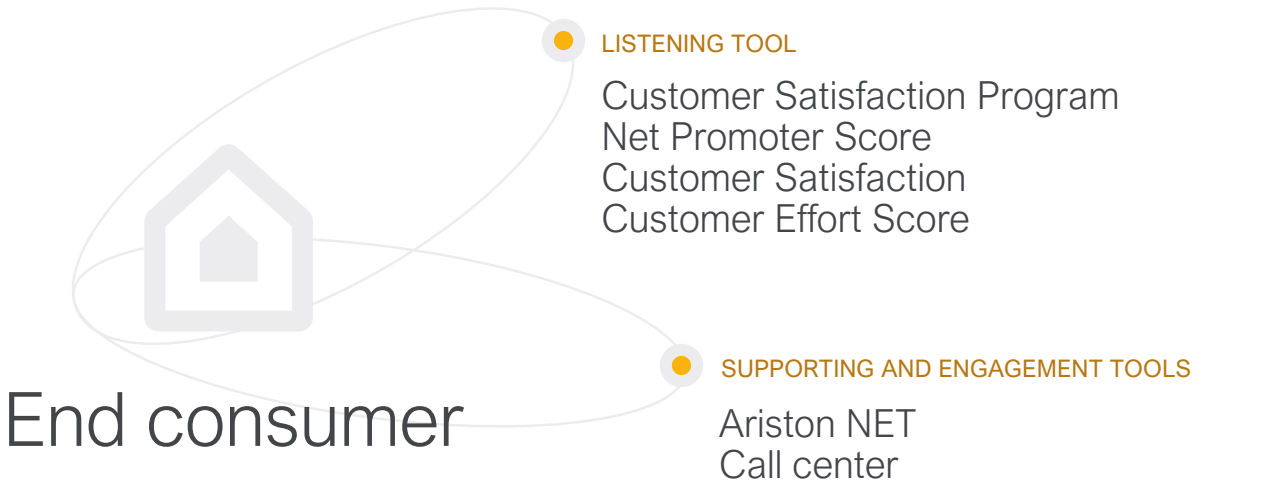 LISTENING TOOL
Customer Satisfaction Program
Net Promoter Score
Customer Satisfaction
Customer Effort Score
End consumer
SUPPORTING AND ENGAGEMENT TOOLS
Ariston NET
Call center